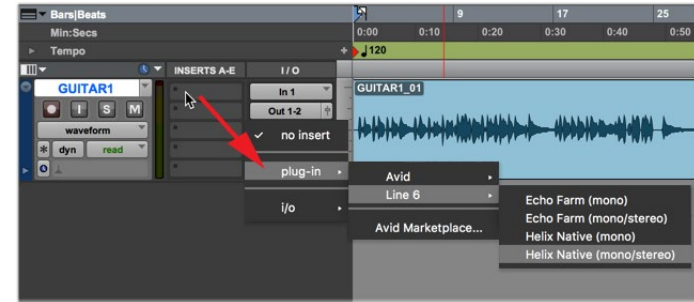 Bars|Beats
9 17 25
Min:Secs
0:00 0:10 0:20 0:30 0:40 0:50
Tempo + 120
INSERTS A-E I / O
GUITAR1 In 1 GUITAR1_01
I S M Out 1-2
waveform ✓ no insert
dyn read
plug-in Avid
Line 6 Echo Farm (mono)
i/o Echo Farm (mono/stereo)
Avid Marketplace... Helix Native (mono)
Helix Native (mono/stereo)